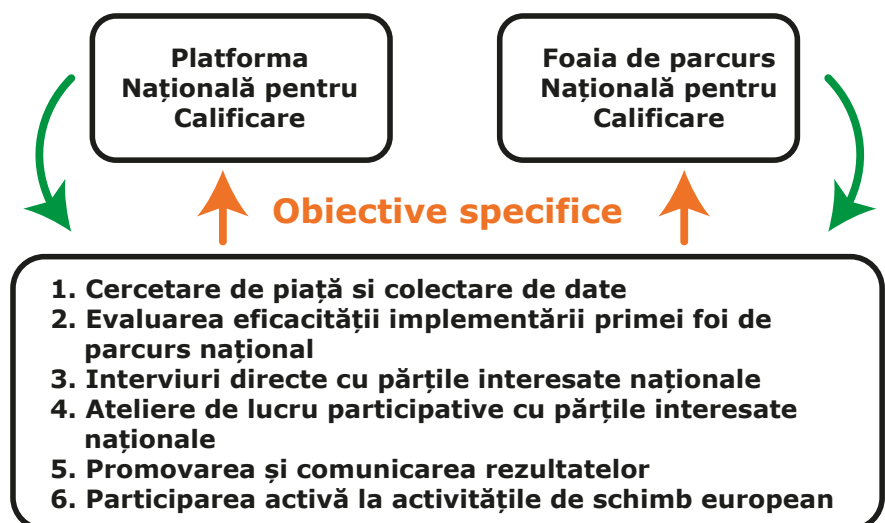 Platforma
Națională pentru
Calificare
Foaia de parcurs
Națională pentru
Calificare
Obiective specifice
1. Cercetare de piață si colectare de date
2. Evaluarea eficacității implementării primei foi de
parcurs național
3. Interviuri directe cu părțile interesate naționale
4. Ateliere de lucru participative cu părțile interesate
naționale
5. Promovarea și comunicarea rezultatelor
6. Participarea activă la activitățile de schimb european